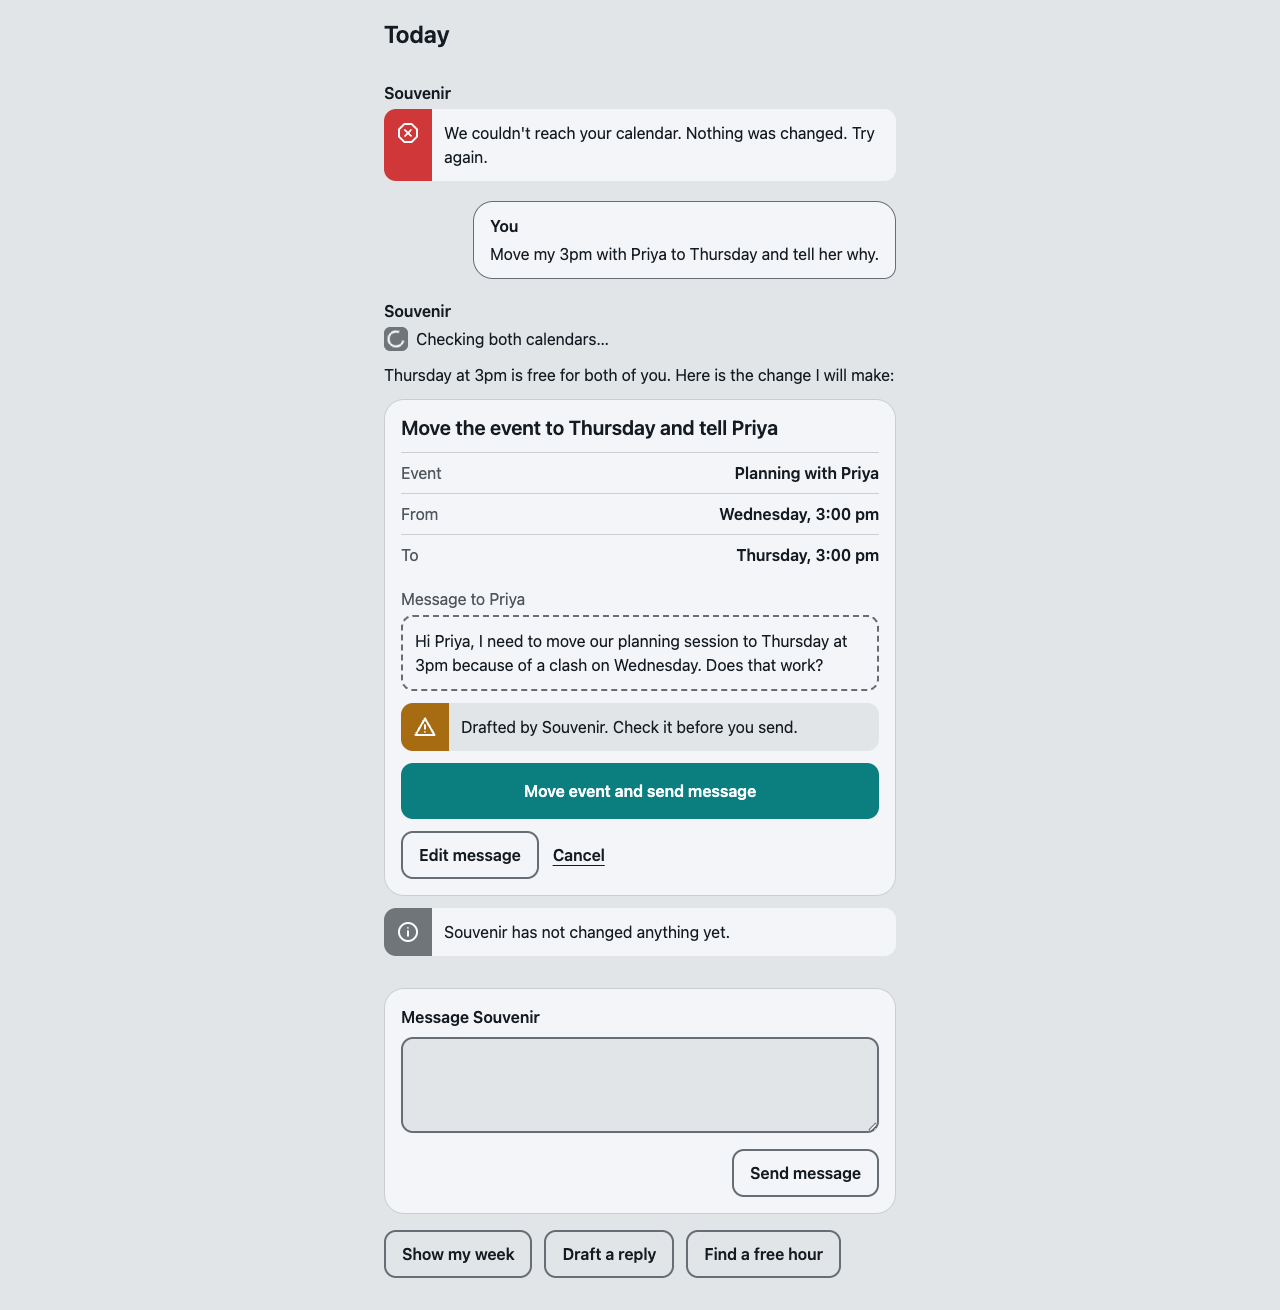 Today
Souvenir
We couldn't reach your calendar. Nothing was changed. Try
again.
You
Move my 3pm with Priya to Thursday and tell her why.
Souvenir
Checking both calendars...
Thursday at 3pm is free for both of you. Here is the change I will make:
Move the event to Thursday and tell Priya
Event Planning with Priya
From Wednesday, 3:00 pm
To Thursday, 3:00 pm
Message to Priya
Hi Priya, I need to move our planning session to Thursday at
3pm because of a clash on Wednesday. Does that work?
Drafted by Souvenir. Check it before you send.
Move event and send message
Edit message Cancel
Souvenir has not changed anything yet.
Message Souvenir
Send message
Show my week Draft a reply Find a free hour